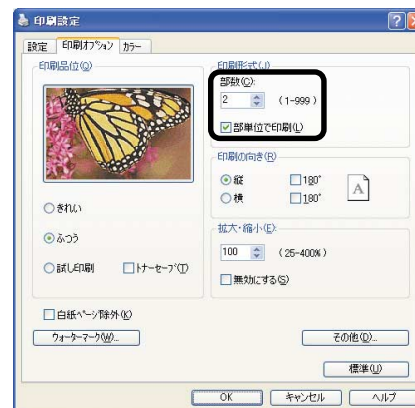 印刷設定
設定 印刷オプション カラー
印刷品位(Q)
きれい
ふつう
試し印刷 トナーセーブ(T)
白紙ページ除外(K)
ウォーターマーク(W)...
印刷形式(J)
部数(C):
2 (1-999)
部単位で印刷(L)
印刷の向き(R)
縦 180°
横 180°
A
拡大・縮小(E):
100 (25-400%)
無効にする(S)
その他(D)...
標準(U)
OK キャンセル ヘルプ